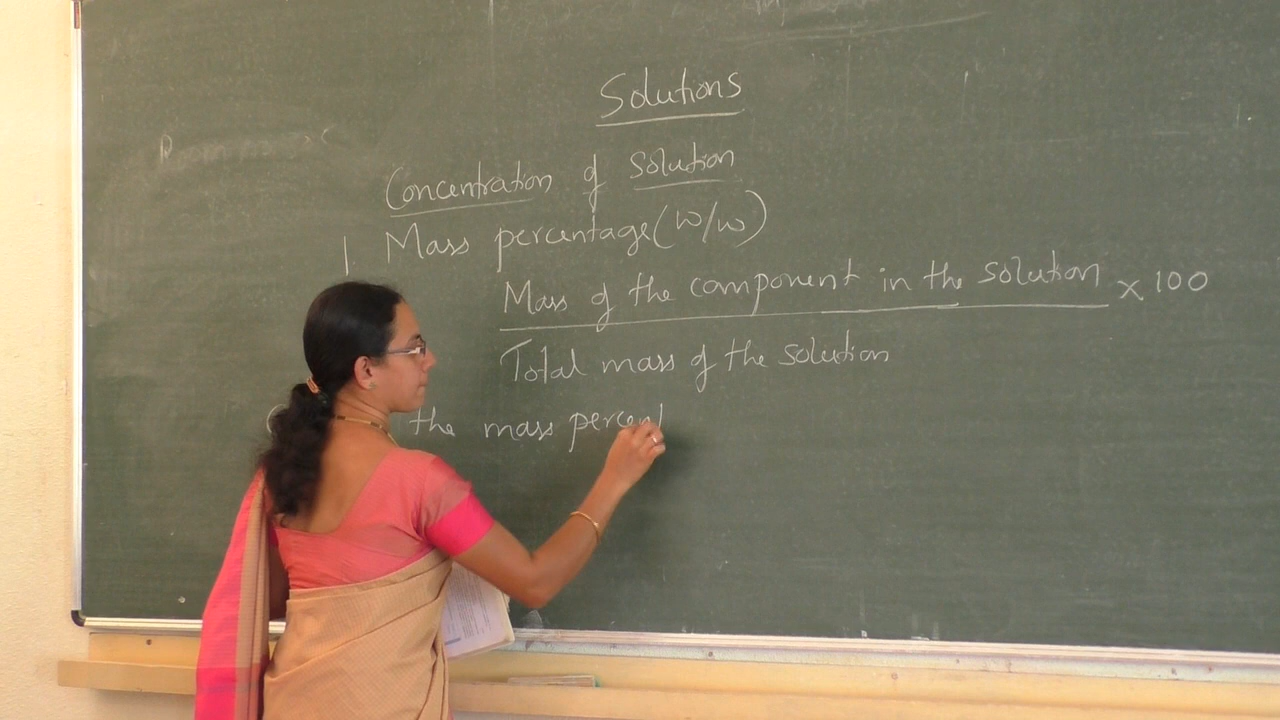 Solutions
Concentration of solution
1. Mass percentage (w/w)
Mass of the component in the solution × 100
Total mass of the solution
the mass percent